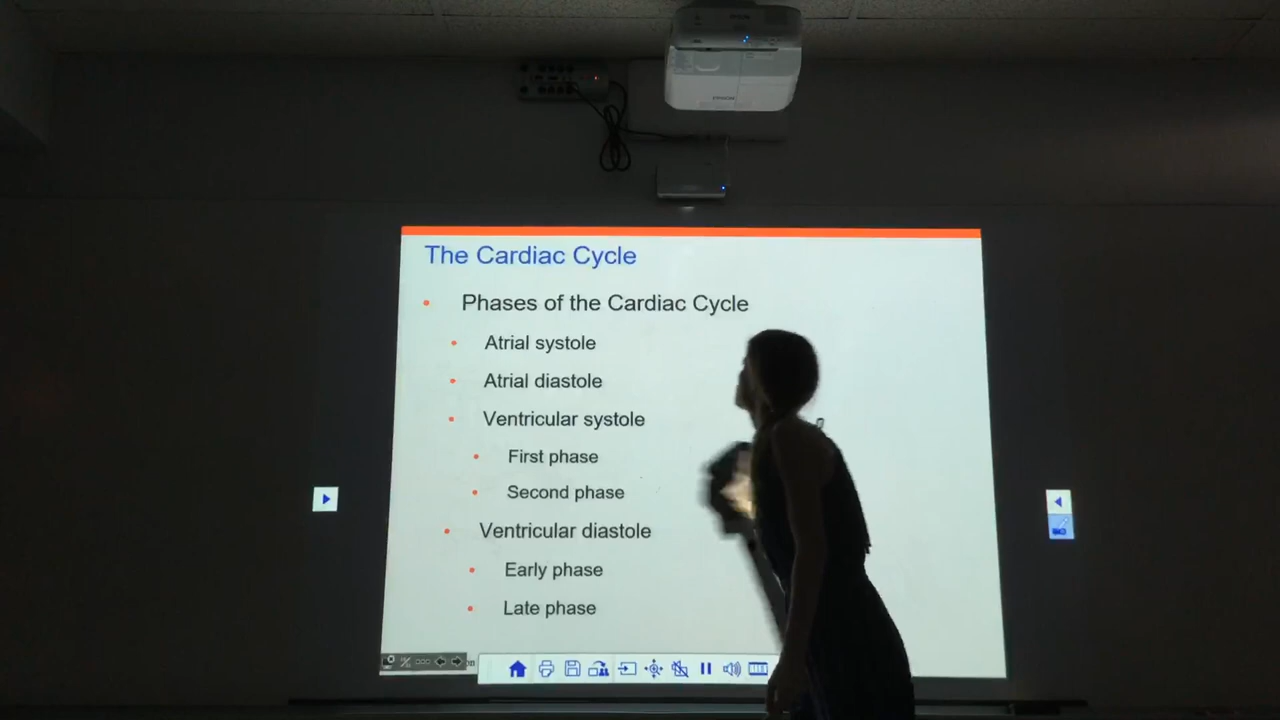 EPSON
The Cardiac Cycle
Phases of the Cardiac Cycle
Atrial systole
Atrial diastole
Ventricular systole
First phase
Second phase
Ventricular diastole
Early phase
Late phase